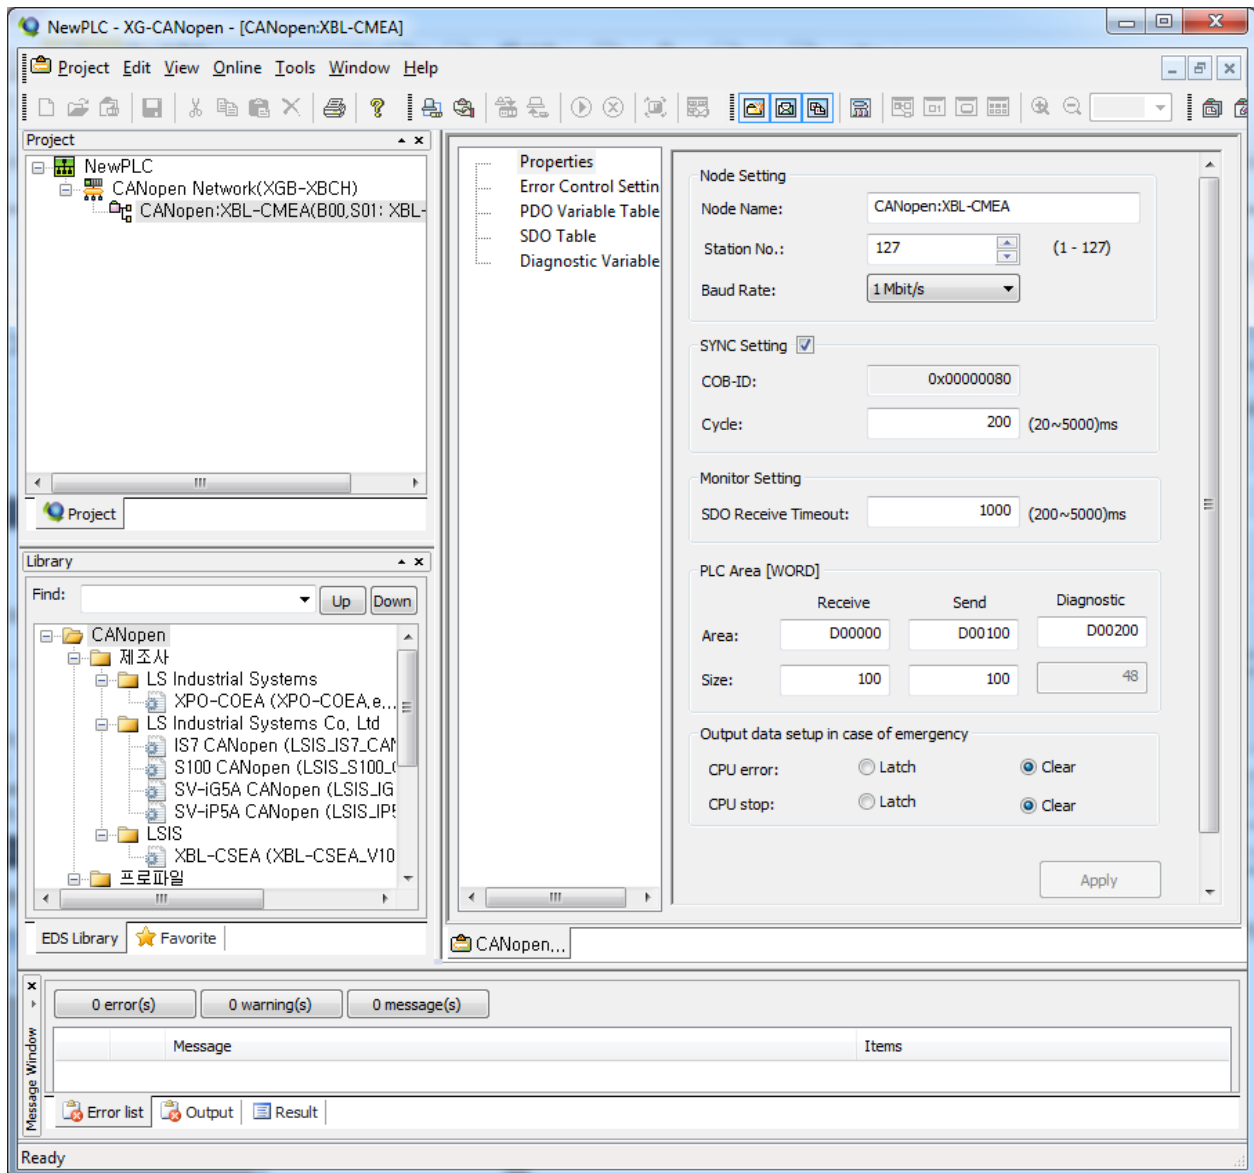 NewPLC - XG-CANopen - [CANopen:XBL-CMEA]
Project Edit View Online Tools Window Help
Project
NewPLC
CANopen Network(XGB-XBCH)
CANopen:XBL-CMEA(B00,S01: XBL-
Project
Library
Find:
Up Down
CANopen
제조사
LS Industrial Systems
XPO-COEA (XPO-COEA,e...
LS Industrial Systems Co, Ltd
IS7 CANopen (LSIS_IS7_CAN
S100 CANopen (LSIS_S100_(
SV-iG5A CANopen (LSIS_IG
SV-iP5A CANopen (LSIS_IP5
LSIS
XBL-CSEA (XBL-CSEA_V10
프로파일
EDS Library Favorite
Properties
Error Control Settin
PDO Variable Table
SDO Table
Diagnostic Variable
Node Setting
Node Name: CANopen:XBL-CMEA
Station No.: 127 (1 - 127)
Baud Rate: 1 Mbit/s
SYNC Setting
COB-ID: 0x00000080
Cycle: 200 (20~5000)ms
Monitor Setting
SDO Receive Timeout: 1000 (200~5000)ms
PLC Area [WORD]
Receive Send Diagnostic
Area: D00000 D00100 D00200
Size: 100 100 48
Output data setup in case of emergency
CPU error: Latch Clear
CPU stop: Latch Clear
Apply
CANopen...
Message Window
0 error(s) 0 warning(s) 0 message(s)
Message Items
Error list Output Result
Ready